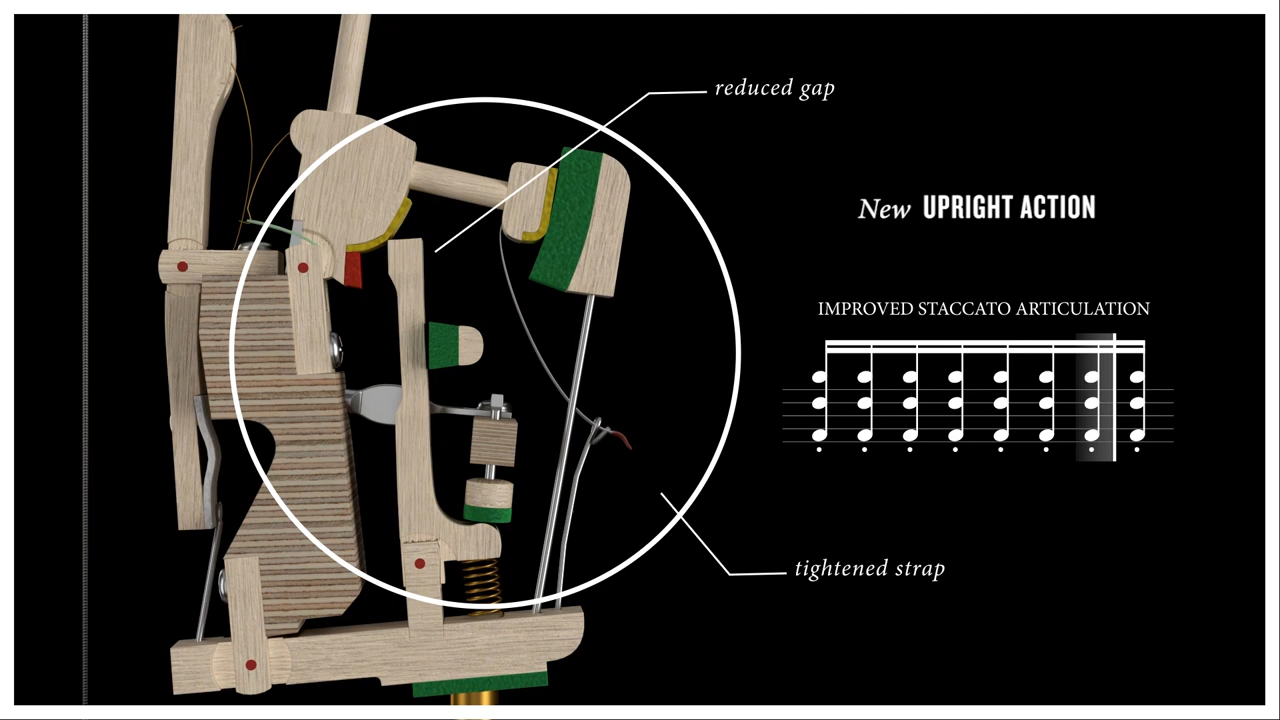 reduced gap
New UPRIGHT ACTION
IMPROVED STACCATO ARTICULATION
tightened strap